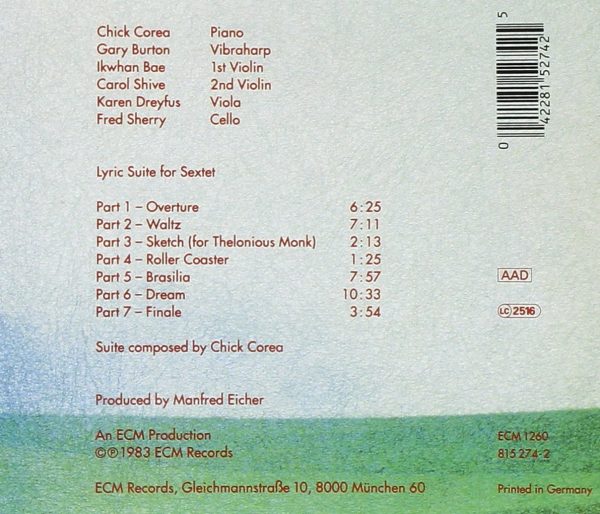 Chick Corea Piano
Gary Burton Vibraharp
Ikwhan Bae 1st Violin
Carol Shive 2nd Violin
Karen Dreyfus Viola
Fred Sherry Cello
Lyric Suite for Sextet
Part 1 – Overture 6:25
Part 2 – Waltz 7:11
Part 3 – Sketch (for Thelonious Monk) 2:13
Part 4 – Roller Coaster 1:25
Part 5 – Brasilia 7:57
Part 6 – Dream 10:33
Part 7 – Finale 3:54
Suite composed by Chick Corea
Produced by Manfred Eicher
An ECM Production
©℗1983 ECM Records
ECM Records, Gleichmannstraße 10, 8000 München 60
0 42281 52742 5
AAD
LC 2516
ECM 1260
815 274-2
Printed in Germany